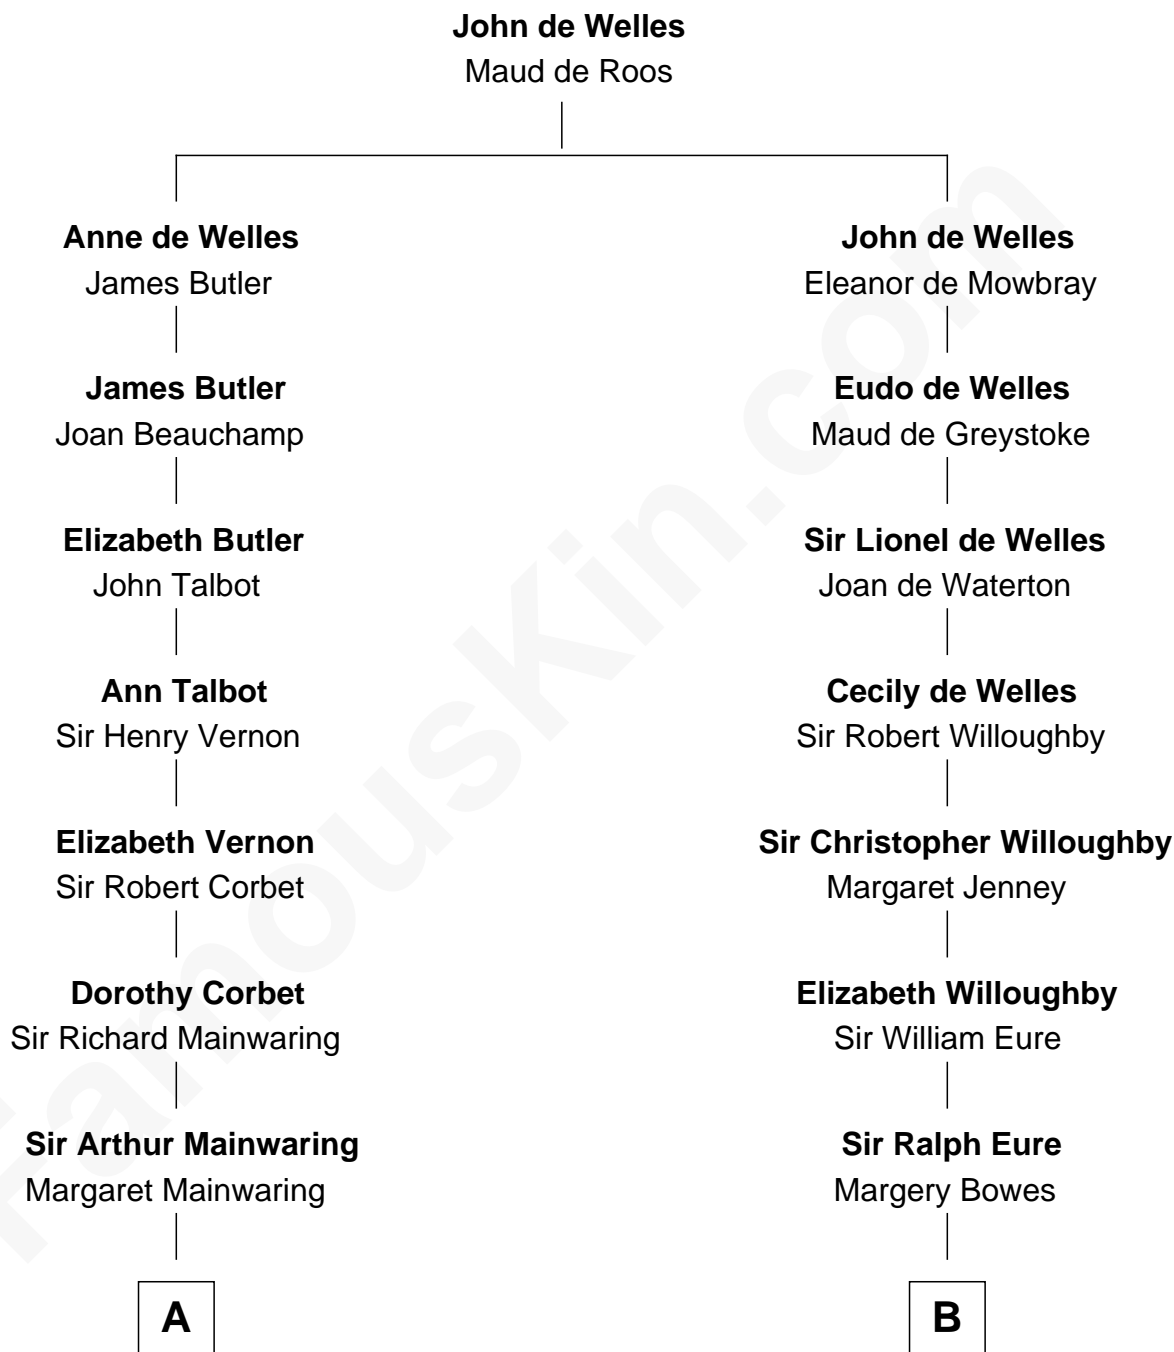 John de Welles
Maud de Roos
Anne de Welles
James Butler
James Butler
Joan Beauchamp
Elizabeth Butler
John Talbot
Ann Talbot
Sir Henry Vernon
Elizabeth Vernon
Sir Robert Corbet
Dorothy Corbet
Sir Richard Mainwaring
Sir Arthur Mainwaring
Margaret Mainwaring
A
John de Welles
Eleanor de Mowbray
Eudo de Welles
Maud de Greystoke
Sir Lionel de Welles
Joan de Waterton
Cecily de Welles
Sir Robert Willoughby
Sir Christopher Willoughby
Margaret Jenney
Elizabeth Willoughby
Sir William Eure
Sir Ralph Eure
Margery Bowes
B
FamousKin.com